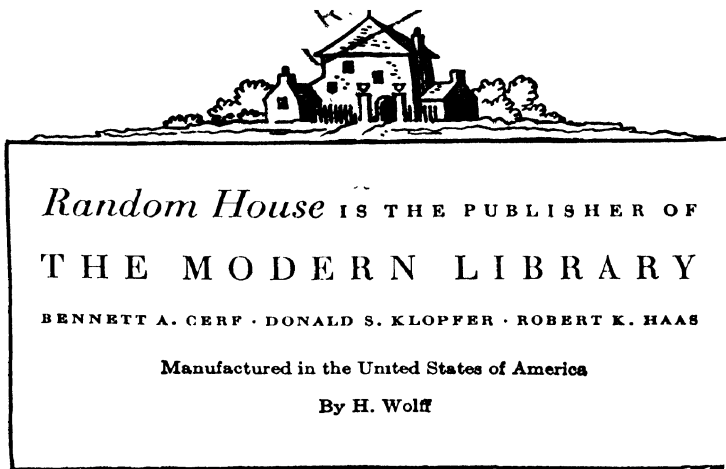 Random House IS THE PUBLISHER OF
THE MODERN LIBRARY
BENNETT A. CERF · DONALD S. KLOPFER · ROBERT K. HAAS
Manufactured in the United States of America
By H. Wolff